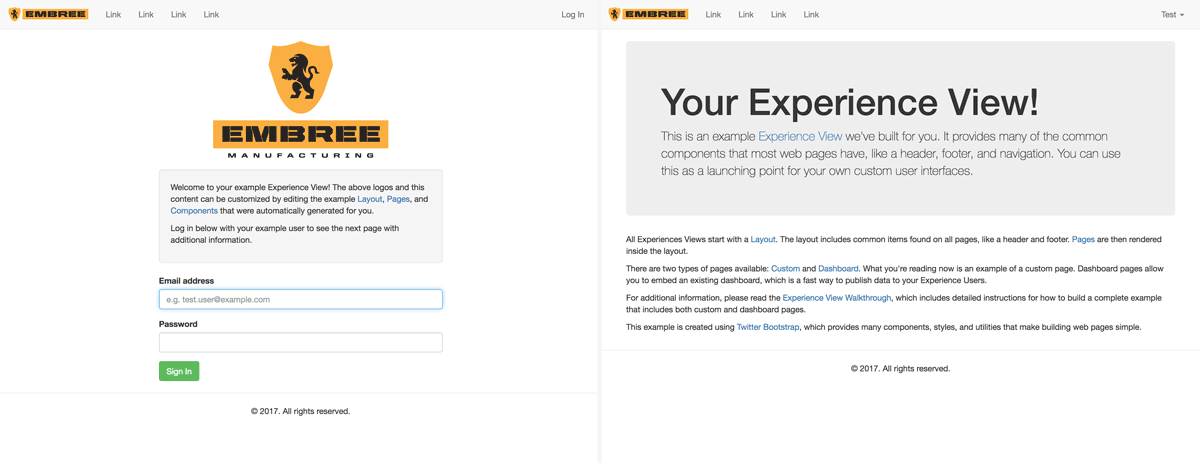 EMBREE Link Link Link Link Log In
EMBREE
MANUFACTURING
Welcome to your example Experience View! The above logos and this
content can be customized by editing the example Layout, Pages, and
Components that were automatically generated for you.
Log in below with your example user to see the next page with
additional information.
Email address
e.g. test.user@example.com
Password
Sign In
© 2017. All rights reserved.
EMBREE Link Link Link Link Test
Your Experience View!
This is an example Experience View we've built for you. It provides many of the common
components that most web pages have, like a header, footer, and navigation. You can use
this as a launching point for your own custom user interfaces.
All Experiences Views start with a Layout. The layout includes common items found on all pages, like a header and footer. Pages are then rendered
inside the layout.
There are two types of pages available: Custom and Dashboard. What you're reading now is an example of a custom page. Dashboard pages allow
you to embed an existing dashboard, which is a fast way to publish data to your Experience Users.
For additional information, please read the Experience View Walkthrough, which includes detailed instructions for how to build a complete example
that includes both custom and dashboard pages.
This example is created using Twitter Bootstrap, which provides many components, styles, and utilities that make building web pages simple.
© 2017. All rights reserved.